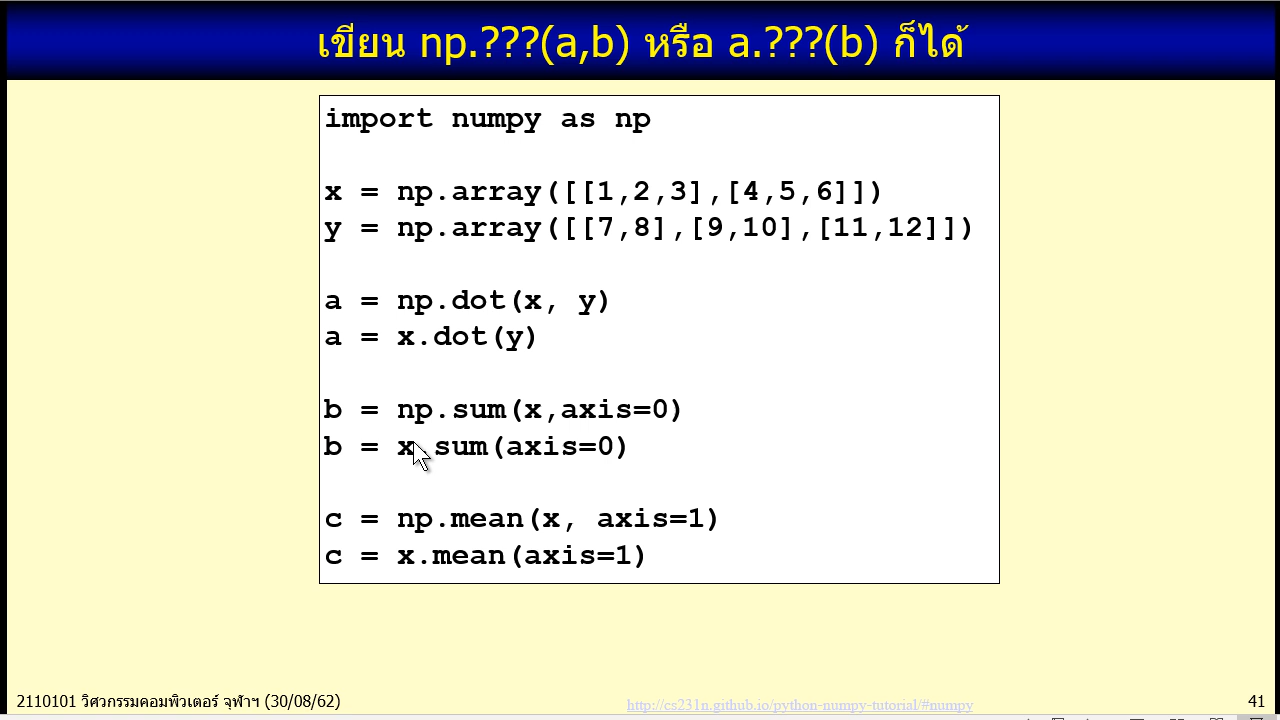 เขียน np.???(a,b) หรือ a.???(b) ก็ได้
import numpy as np
x = np.array([[1,2,3],[4,5,6]])
y = np.array([[7,8],[9,10],[11,12]])
a = np.dot(x, y)
a = x.dot(y)
b = np.sum(x,axis=0)
b = x.sum(axis=0)
c = np.mean(x, axis=1)
c = x.mean(axis=1)
2110101 วิศวกรรมคอมพิวเตอร์ จุฬาฯ (30/08/62)
http://cs231n.github.io/python-numpy-tutorial/#numpy
41